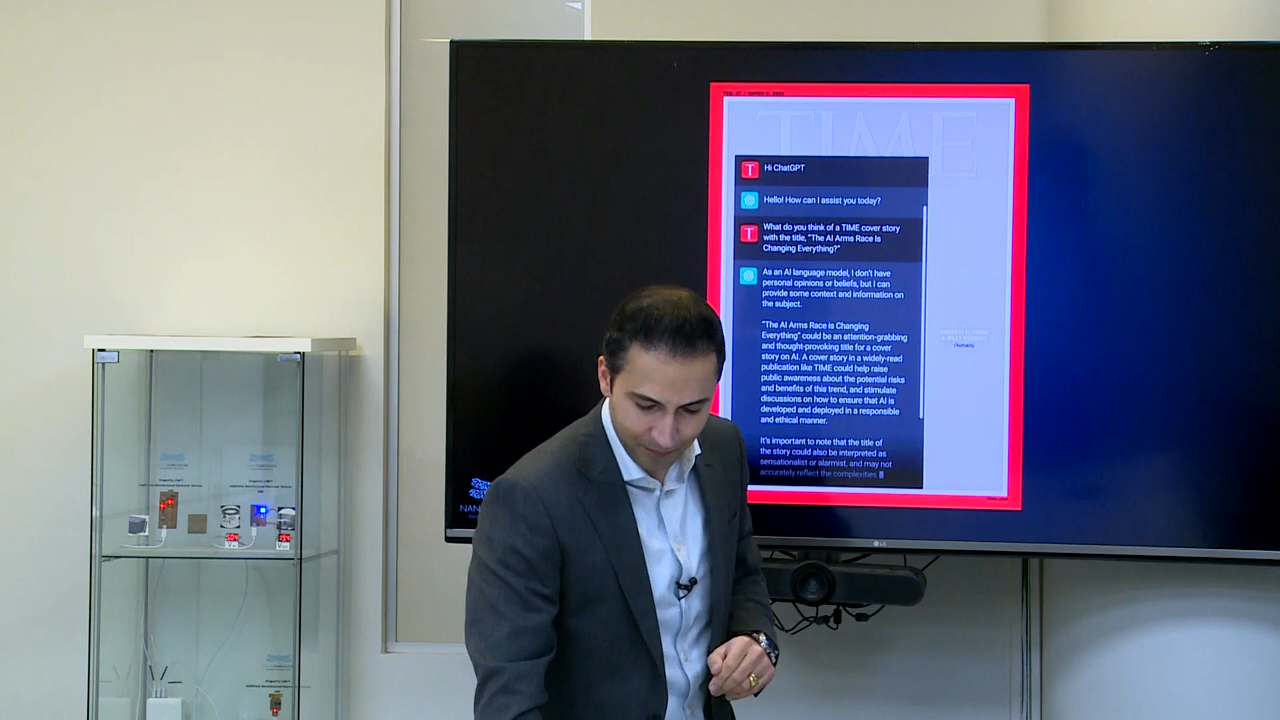 TIME
T Hi ChatGPT
Hello! How can I assist you today?
T What do you think of a TIME cover story
with the title, "The AI Arms Race Is
Changing Everything?"
As an AI language model, I don't have
personal opinions or beliefs, but I can
provide some context and information on
the subject.
"The AI Arms Race is Changing
Everything" could be an attention-grabbing
and thought-provoking title for a cover
story on AI. A cover story in a widely-read
publication like TIME could help raise
public awareness about the potential risks
and benefits of this trend, and stimulate
discussions on how to ensure that AI is
developed and deployed in a responsible
and ethical manner.
It's important to note that the title of
the story could also be interpreted as
sensationalist or alarmist, and may not
accurately reflect the complexities
(humans)
NAN
LG